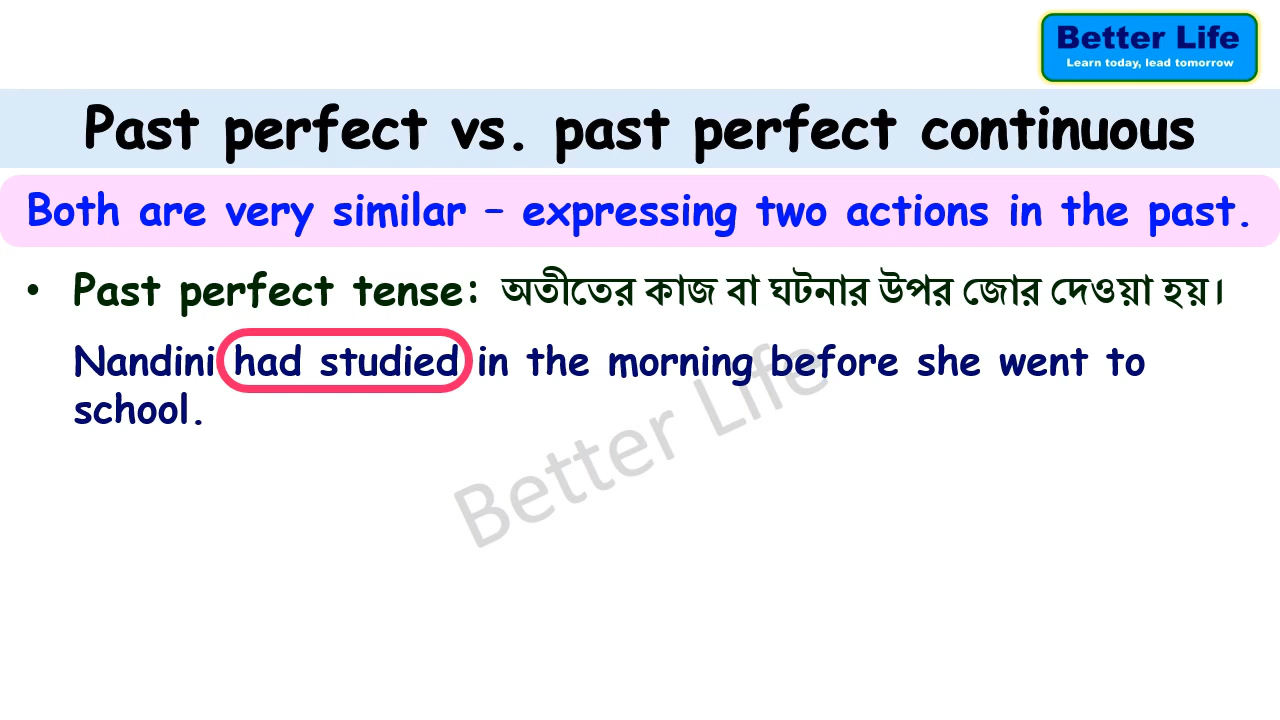 Better Life
Learn today, lead tomorrow
Past perfect vs. past perfect continuous
Both are very similar – expressing two actions in the past.
• Past perfect tense: অতীতের কাজ বা ঘটনার উপর জোর দেওয়া হয়।
Nandini had studied in the morning before she went to
school.
Better Life